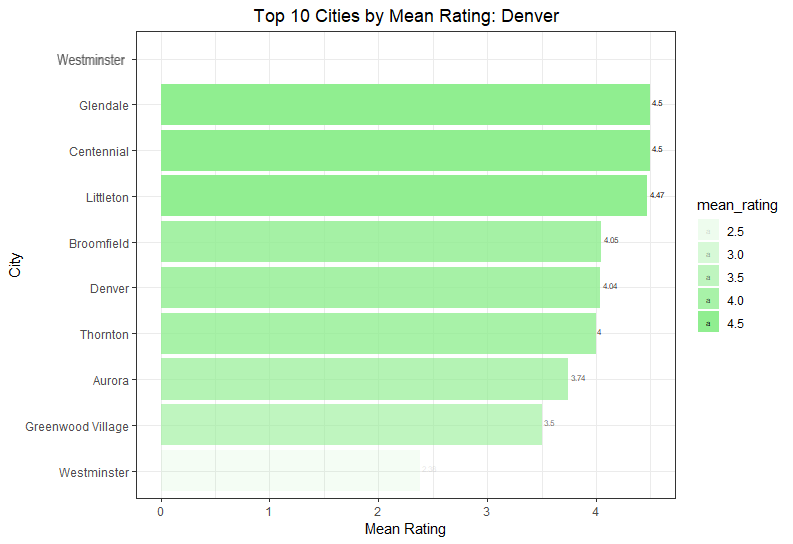 Top 10 Cities by Mean Rating: Denver
City
Westminster
Glendale 4.5
Centennial 4.5
Littleton 4.47
Broomfield 4.05
Denver 4.04
Thornton 4
Aurora 3.74
Greenwood Village 3.5
Westminster
0 1 2 3 4
Mean Rating
mean_rating
a 2.5
a 3.0
a 3.5
a 4.0
a 4.5